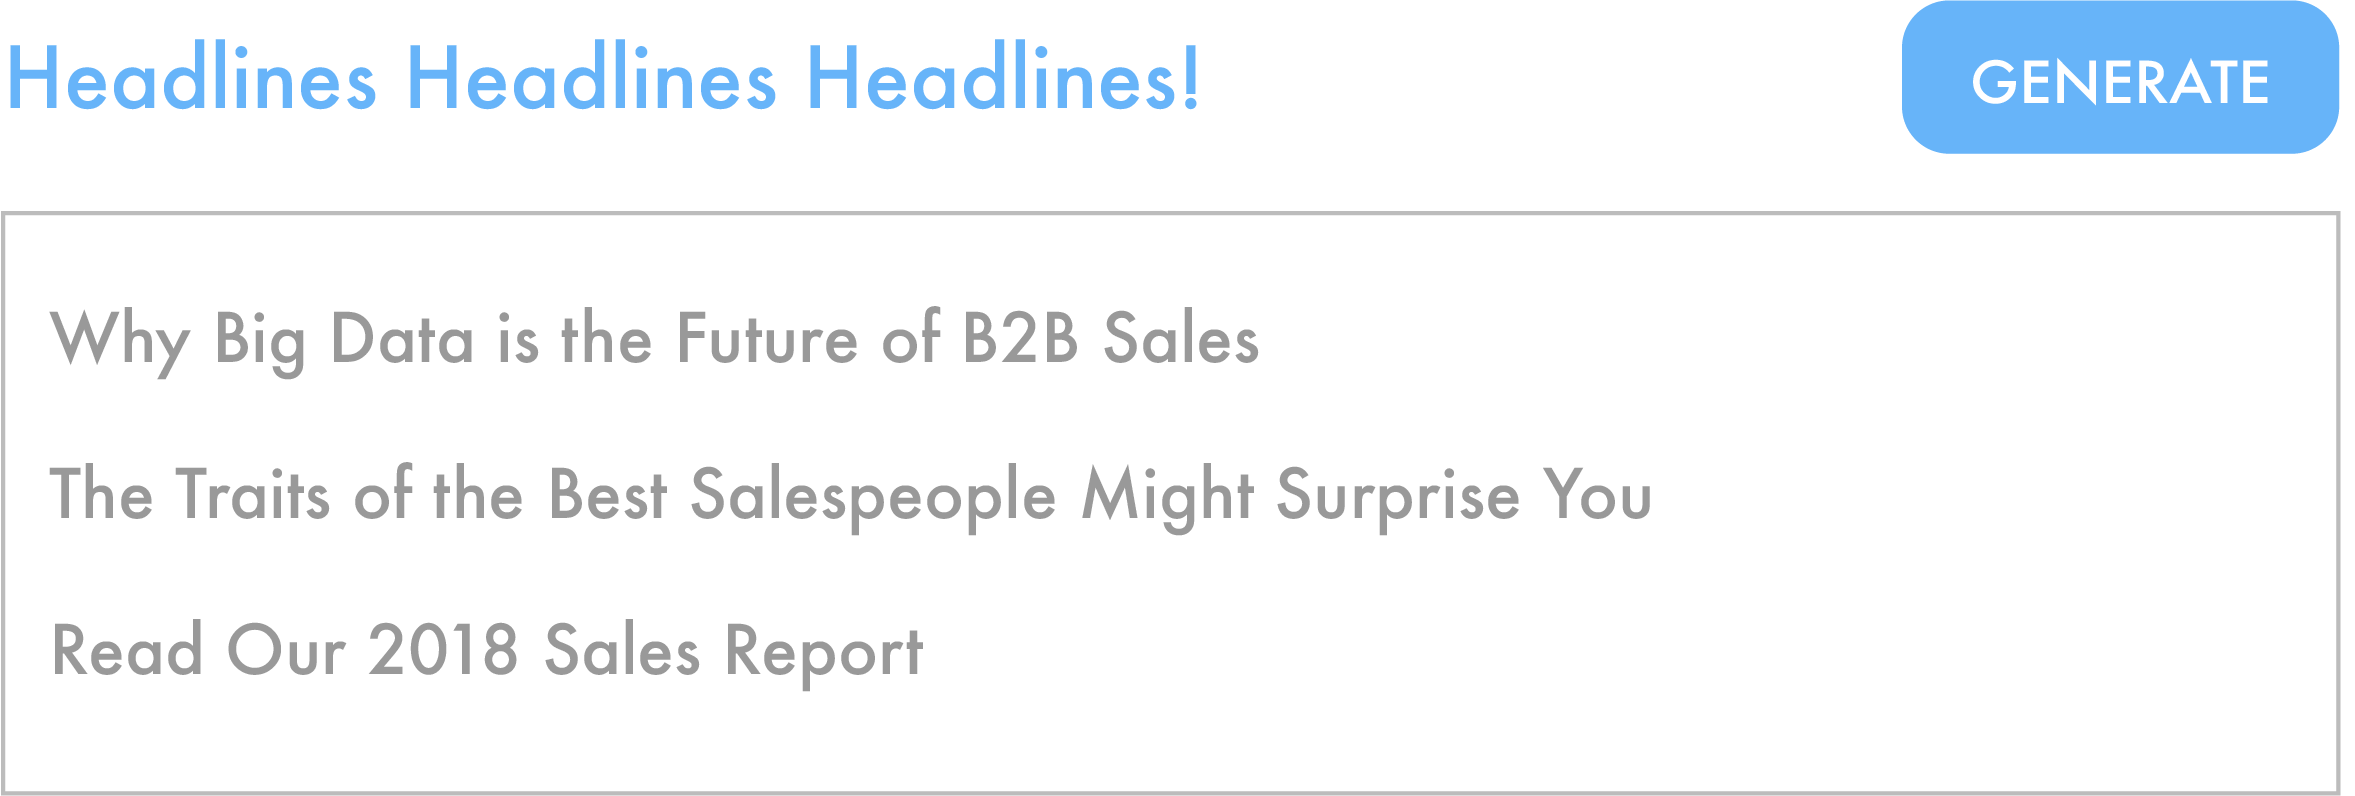 Headlines Headlines Headlines!
GENERATE
Why Big Data is the Future of B2B Sales
The Traits of the Best Salespeople Might Surprise You
Read Our 2018 Sales Report